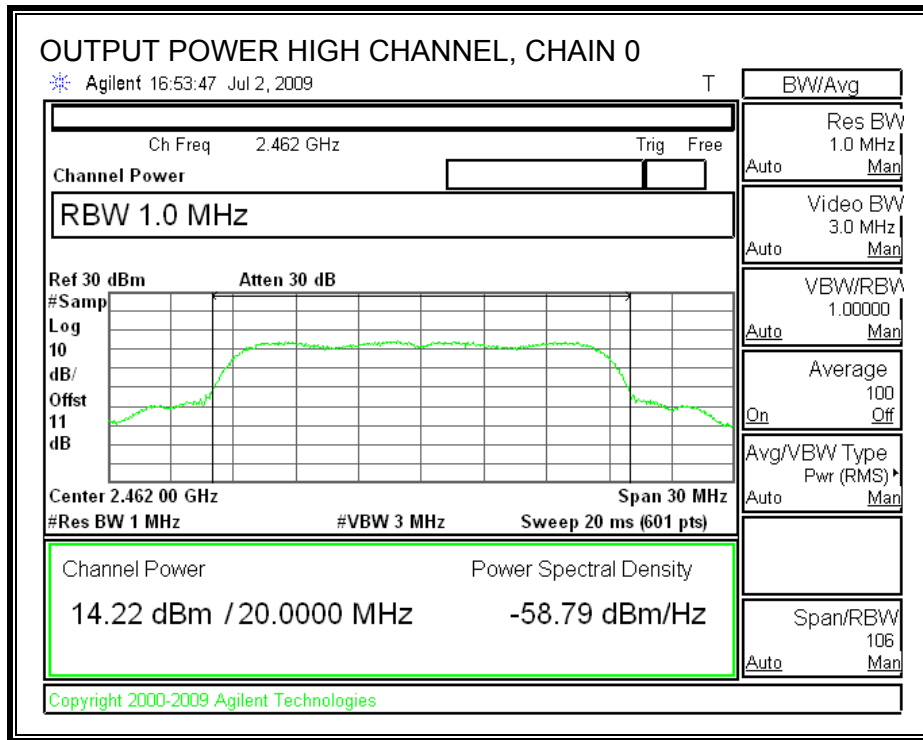 OUTPUT POWER HIGH CHANNEL, CHAIN 0
Agilent 16:53:47 Jul 2, 2009 T
BW/Avg
Ch Freq 2.462 GHz Trig Free
Channel Power
RBW 1.0 MHz
Ref 30 dBm Atten 30 dB
#Samp
Log
10
dB/
Offst
11
dB
Center 2.462 00 GHz Span 30 MHz
#Res BW 1 MHz #VBW 3 MHz Sweep 20 ms (601 pts)
Channel Power Power Spectral Density
14.22 dBm / 20.0000 MHz -58.79 dBm/Hz
Copyright 2000-2009 Agilent Technologies
Res BW
1.0 MHz
Auto Man
Video BW
3.0 MHz
Auto Man
VBW/RBW
1.00000
Auto Man
Average
100
On Off
Avg/VBW Type
Pwr (RMS)
Auto Man
Span/RBW
106
Auto Man